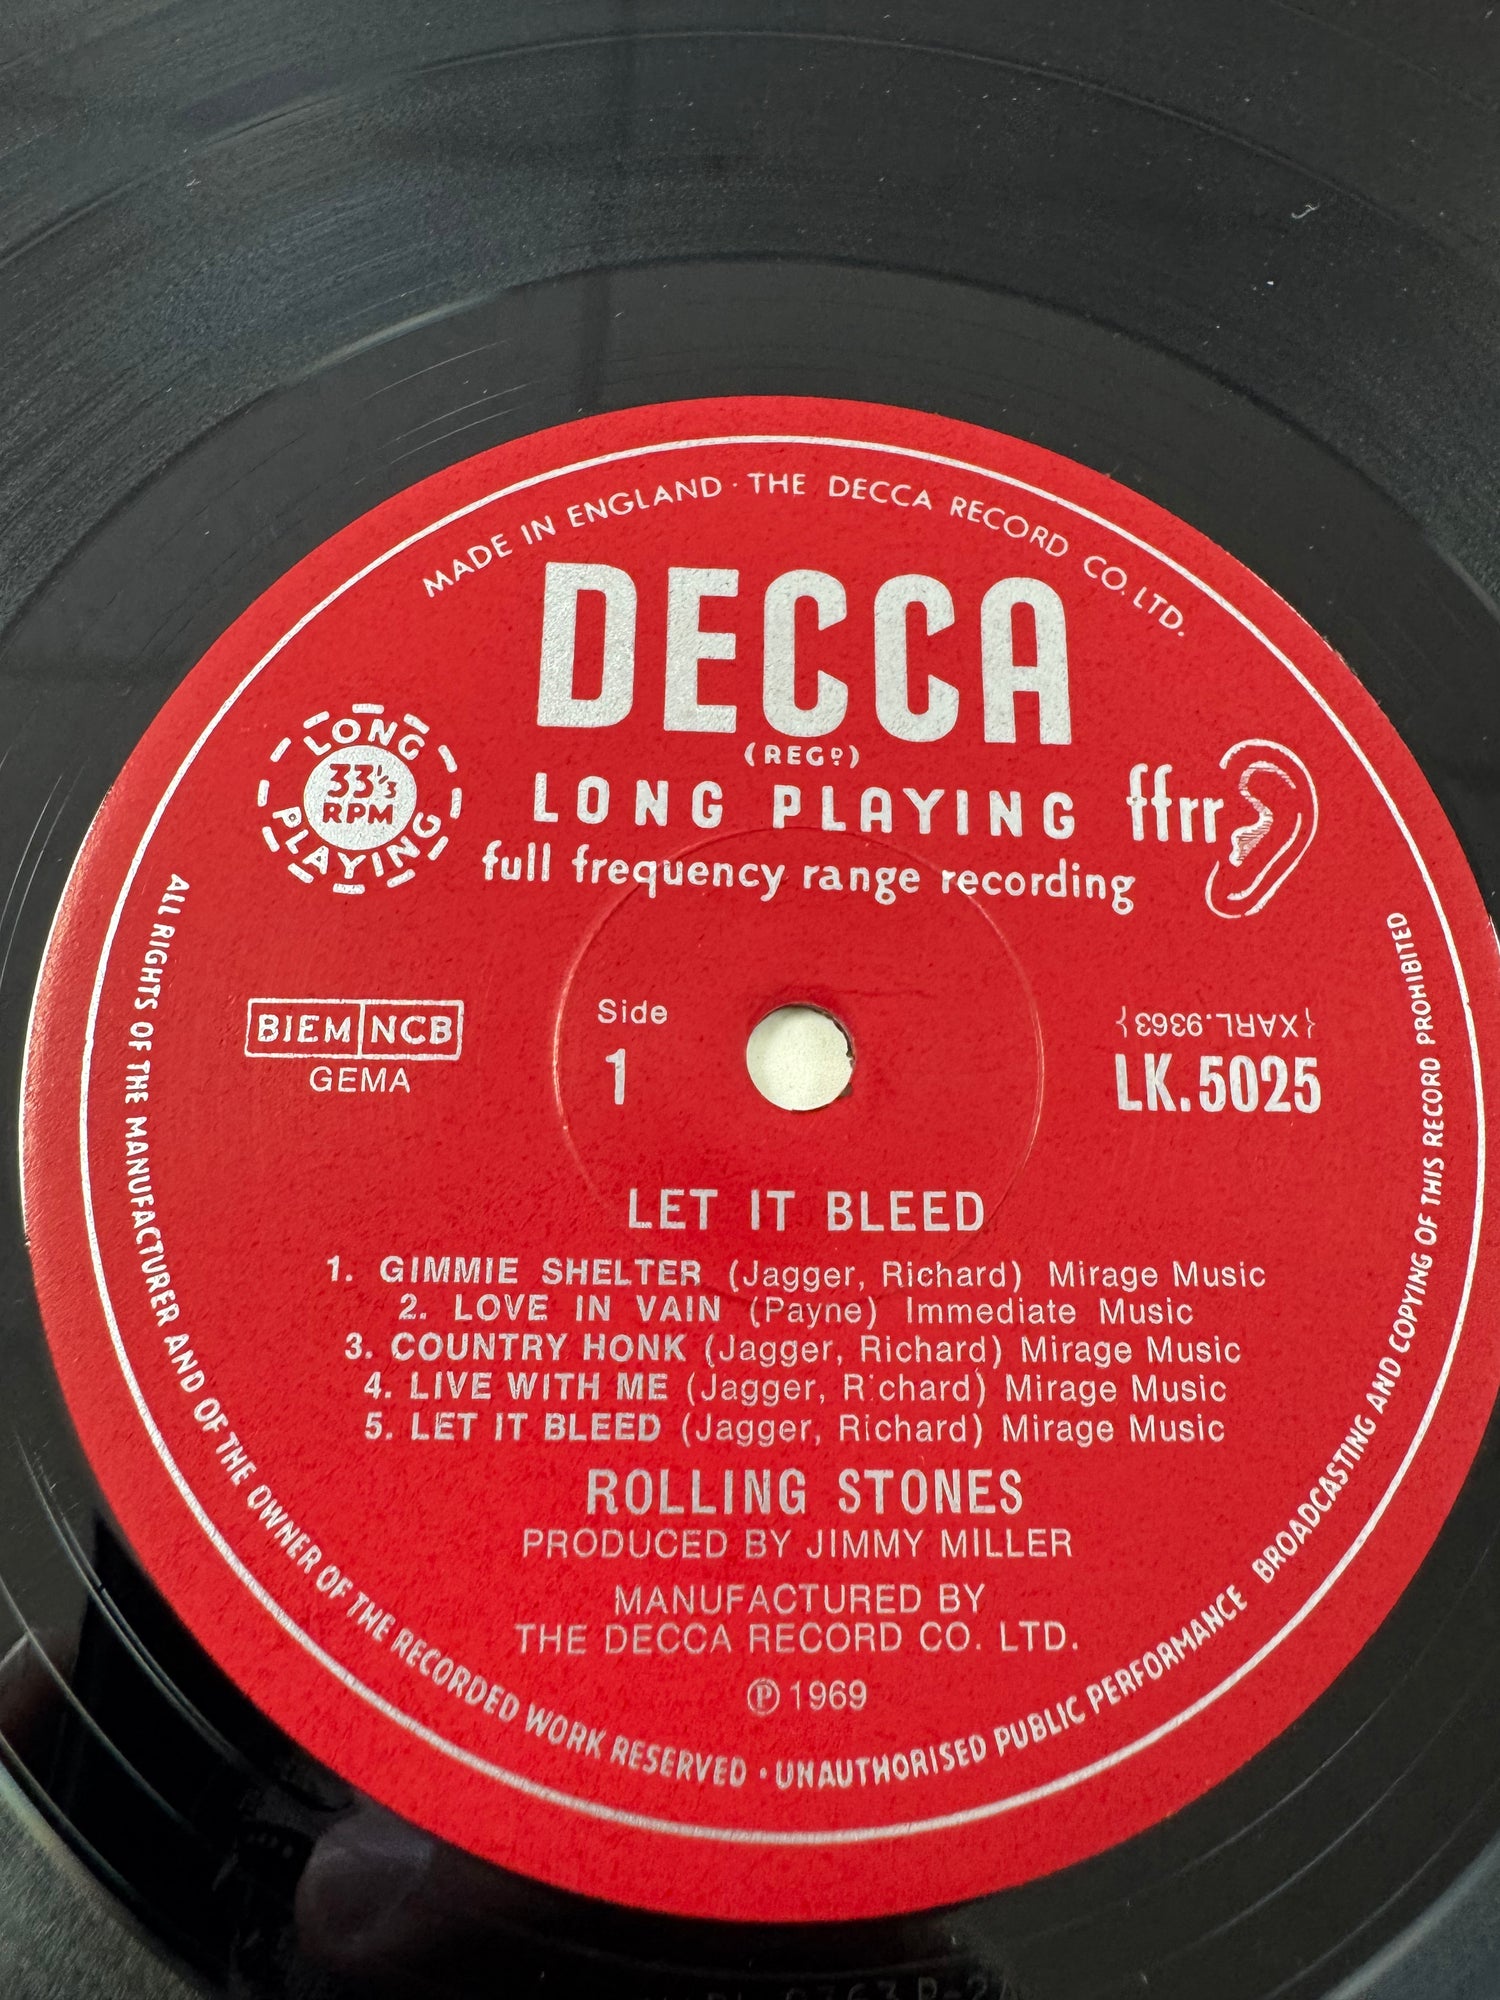 MADE IN ENGLAND · THE DECCA RECORD CO. LTD.
DECCA
(REGD)
LONG PLAYING
full frequency range recording
LONG
33⅓
RPM
PLAYING
ffrr
BIEM NCB
GEMA
Side
1
{XARL.9363}
LK.5025
LET IT BLEED
1. GIMMIE SHELTER (Jagger, Richard) Mirage Music
2. LOVE IN VAIN (Payne) Immediate Music
3. COUNTRY HONK (Jagger, Richard) Mirage Music
4. LIVE WITH ME (Jagger, Richard) Mirage Music
5. LET IT BLEED (Jagger, Richard) Mirage Music
ROLLING STONES
PRODUCED BY JIMMY MILLER
MANUFACTURED BY
THE DECCA RECORD CO. LTD.
℗ 1969
ALL RIGHTS OF THE MANUFACTURER AND OF THE OWNER OF THE RECORDED WORK RESERVED · UNAUTHORISED PUBLIC PERFORMANCE BROADCASTING AND COPYING OF THIS RECORD PROHIBITED